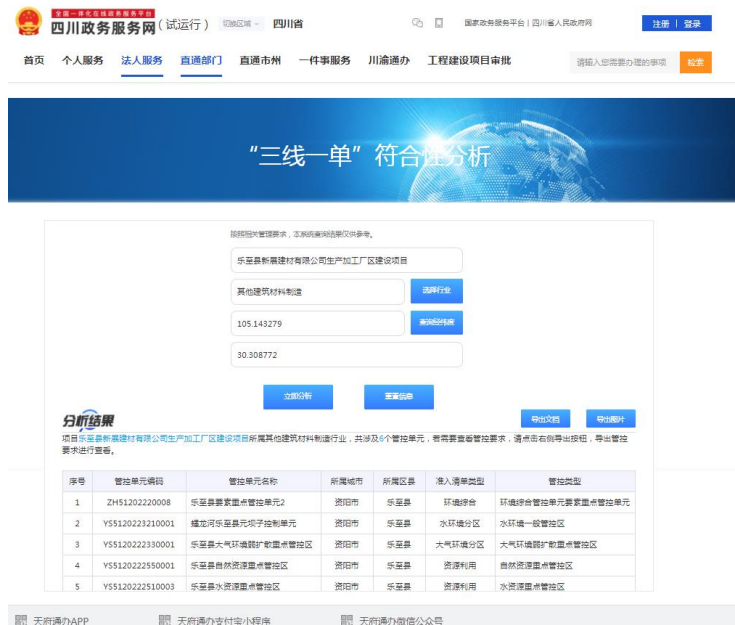 全国一体化在线政务服务平台
四川政务服务网(试运行) 切换区域 四川省 国家政务服务平台 | 四川省人民政府网 注册 | 登录
首页 个人服务 法人服务 直通部门 直通市州 一件事服务 川渝通办 工程建设项目审批 请输入您需要办理的事项 检索
“三线一单”符合性分析
按照相关管理要求，本系统查询结果仅供参考。
乐至县新展建材有限公司生产加工厂区建设项目
其他建筑材料制造 选择行业
105.143279 查询经纬度
30.308772
立即分析 重置信息
分析结果 导出文档 导出图片
项目乐至县新展建材有限公司生产加工厂区建设项目所属其他建筑材料制造行业，共涉及6个管控单元，若需要查看管控要求，请点击右侧导出按钮，导出管控
要求进行查看。
序号 管控单元编码 管控单元名称 所属城市 所属区县 准入清单类型 管控类型
1 ZH51202220008 乐至县要素重点管控单元2 资阳市 乐至县 环境综合 环境综合管控单元要素重点管控单元
2 YS5120223210001 蟠龙河乐至县元坝子控制单元 资阳市 乐至县 水环境分区 水环境一般管控区
3 YS5120222330001 乐至县大气环境弱扩散重点管控区 资阳市 乐至县 大气环境分区 大气环境弱扩散重点管控区
4 YS5120222550001 乐至县自然资源重点管控区 资阳市 乐至县 资源利用 自然资源重点管控区
5 YS5120222510003 乐至县水资源重点管控区 资阳市 乐至县 资源利用 水资源重点管控区
天府通办APP 天府通办支付宝小程序 天府通办微信公众号